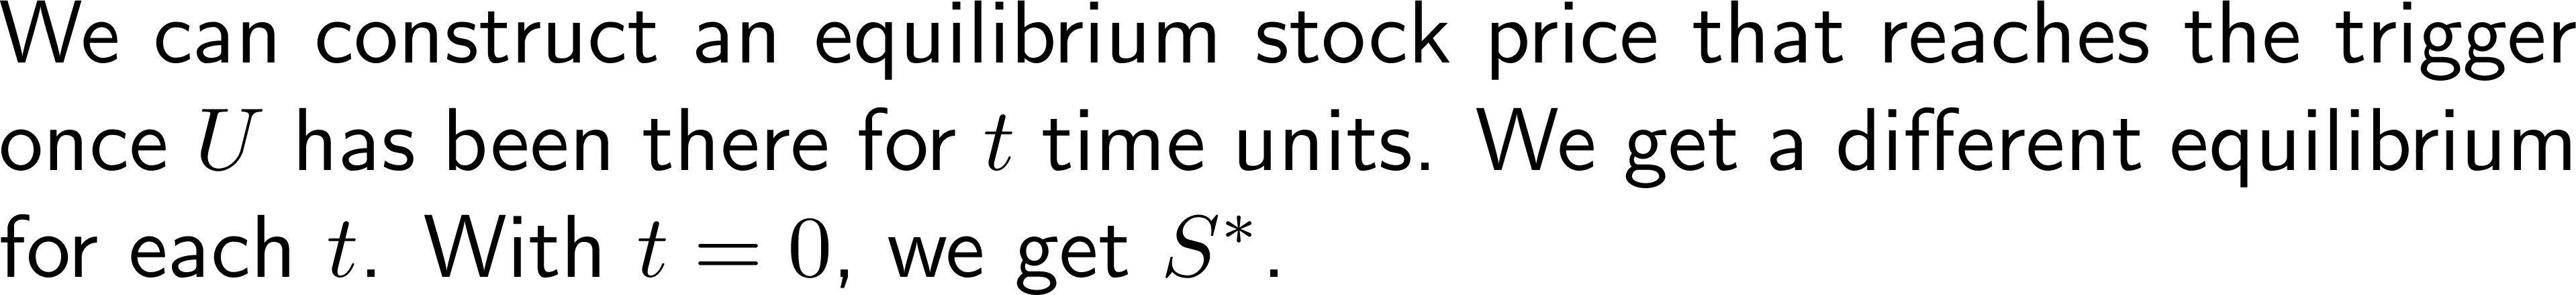 We can construct an equilibrium stock price that reaches the trigger
once U has been there for t time units. We get a different equilibrium
for each t. With t = 0, we get S*.